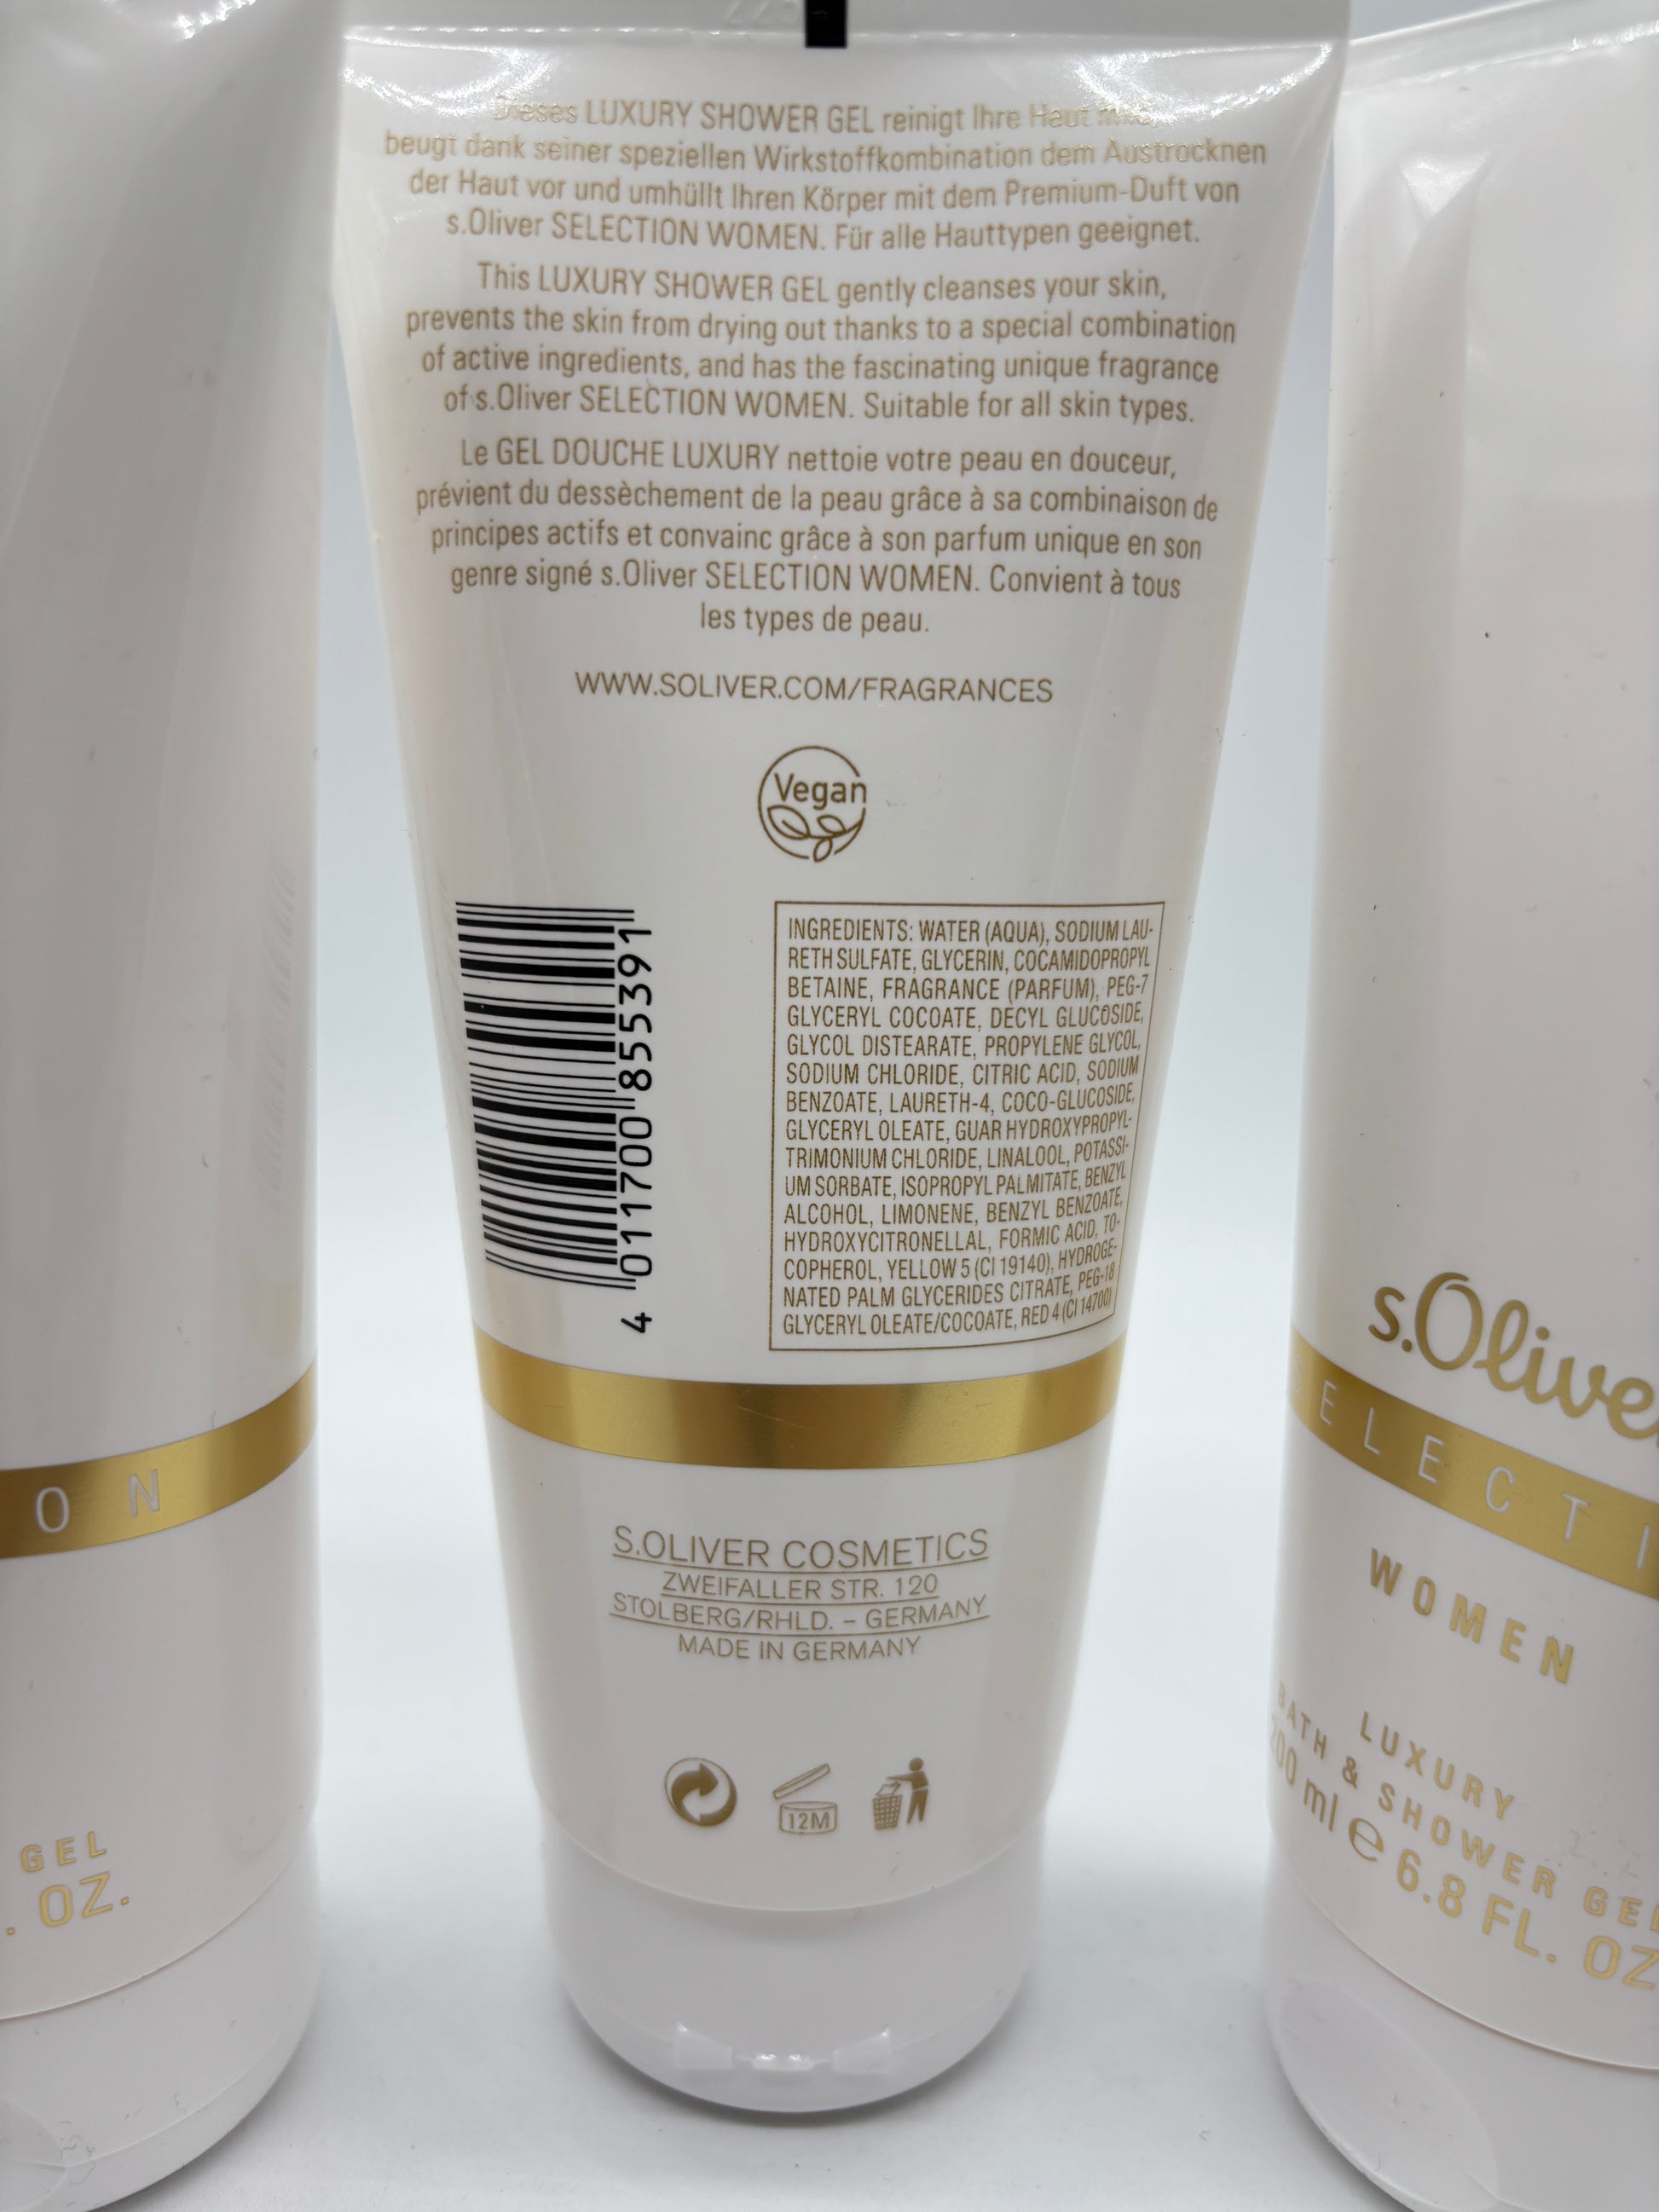 Dieses LUXURY SHOWER GEL reinigt Ihre Haut
beugt dank seiner speziellen Wirkstoffkombination dem Austrocknen
der Haut vor und umhüllt Ihren Körper mit dem Premium-Duft von
s.Oliver SELECTION WOMEN. Für alle Hauttypen geeignet.
This LUXURY SHOWER GEL gently cleanses your skin,
prevents the skin from drying out thanks to a special combination
of active ingredients, and has the fascinating unique fragrance
of s.Oliver SELECTION WOMEN. Suitable for all skin types.
Le GEL DOUCHE LUXURY nettoie votre peau en douceur,
prévient du dessèchement de la peau grâce à sa combinaison de
principes actifs et convainc grâce à son parfum unique en son
genre signé s.Oliver SELECTION WOMEN. Convient à tous
les types de peau.
WWW.SOLIVER.COM/FRAGRANCES
Vegan
4 011700 855391
INGREDIENTS: WATER (AQUA), SODIUM LAU-
RETH SULFATE, GLYCERIN, COCAMIDOPROPYL
BETAINE, FRAGRANCE (PARFUM), PEG-7
GLYCERYL COCOATE, DECYL GLUCOSIDE,
GLYCOL DISTEARATE, PROPYLENE GLYCOL,
SODIUM CHLORIDE, CITRIC ACID, SODIUM
BENZOATE, LAURETH-4, COCO-GLUCOSIDE,
GLYCERYL OLEATE, GUAR HYDROXYPROPYL-
TRIMONIUM CHLORIDE, LINALOOL, POTASSI-
UM SORBATE, ISOPROPYL PALMITATE, BENZYL
ALCOHOL, LIMONENE, BENZYL BENZOATE,
HYDROXYCITRONELLAL, FORMIC ACID, TO-
COPHEROL, YELLOW 5 (CI 19140), HYDROGE-
NATED PALM GLYCERIDES CITRATE, PEG-18
GLYCERYL OLEATE/COCOATE, RED 4 (CI 14700)
S.OLIVER COSMETICS
ZWEIFALLER STR. 120
STOLBERG/RHLD. – GERMANY
MADE IN GERMANY
12M
ON
GEL
. OZ.
s.Olive
SELECTI
WOMEN
LUXURY
BATH & SHOWER GEL
200 ml e 6.8 FL. OZ